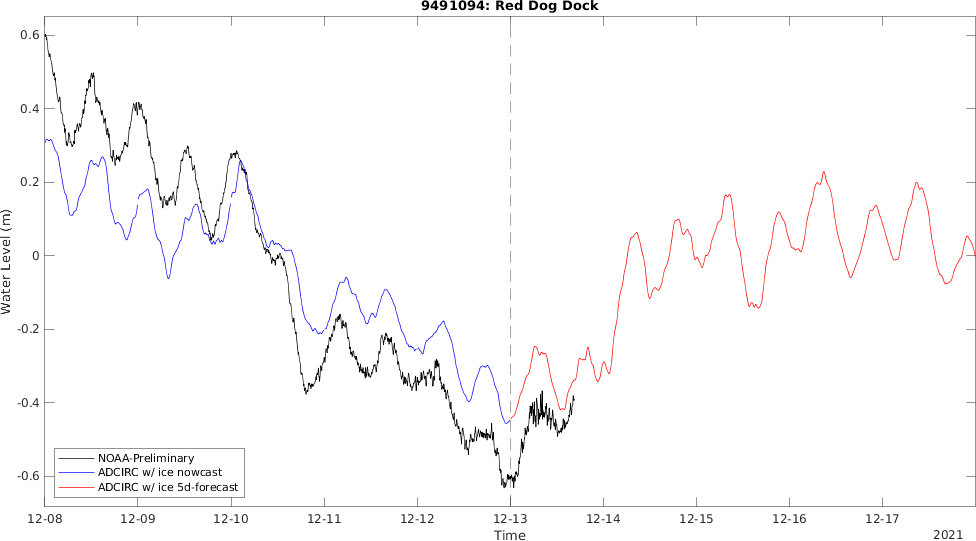 9491094: Red Dog Dock
0.6
0.4
0.2
0
-0.2
-0.4
-0.6
Water Level (m)
NOAA-Preliminary
ADCIRC w/ ice nowcast
ADCIRC w/ ice 5d-forecast
12-08 12-09 12-10 12-11 12-12 12-13 12-14 12-15 12-16 12-17
Time
2021